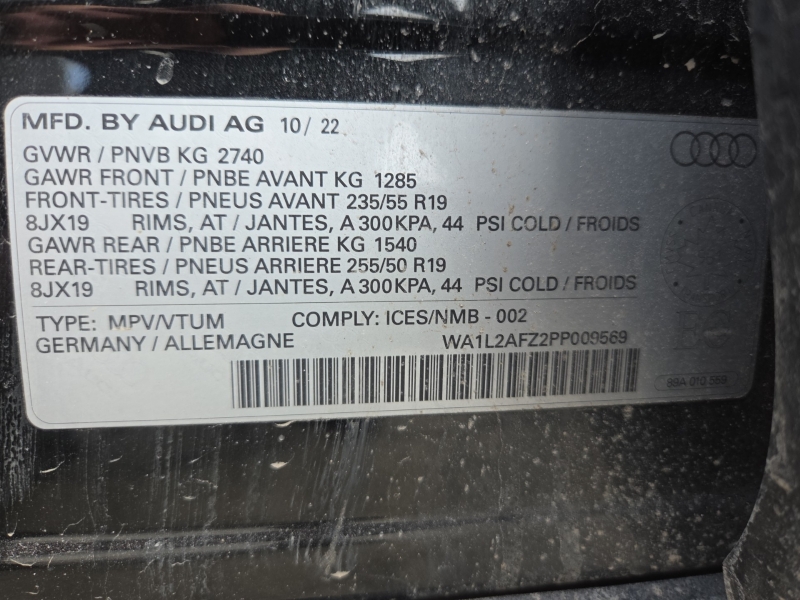 MFD. BY AUDI AG 10/ 22
GVWR / PNVB KG 2740
GAWR FRONT / PNBE AVANT KG 1285
FRONT-TIRES / PNEUS AVANT 235/55 R19
8JX19 RIMS, AT / JANTES, A 300KPA, 44 PSI COLD / FROIDS
GAWR REAR / PNBE ARRIERE KG 1540
REAR-TIRES / PNEUS ARRIERE 255/50 R19
8JX19 RIMS, AT / JANTES, A 300KPA, 44 PSI COLD / FROIDS
TYPE: MPV/VTUM COMPLY: ICES/NMB - 002
GERMANY / ALLEMAGNE WA1L2AFZ2PP009569
89A 010 559